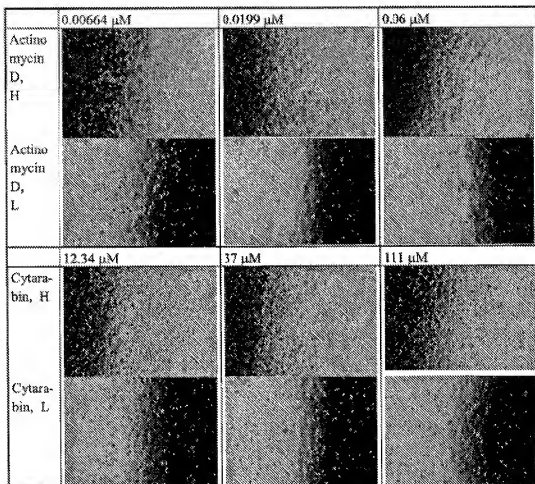 0.00664 µM 0.0199 µM 0.06 µM
Actino
mycin
D,
H
Actino
mycin
D,
L
12.34 µM 37 µM 111 µM
Cytara-
bin, H
Cytara-
bin, L